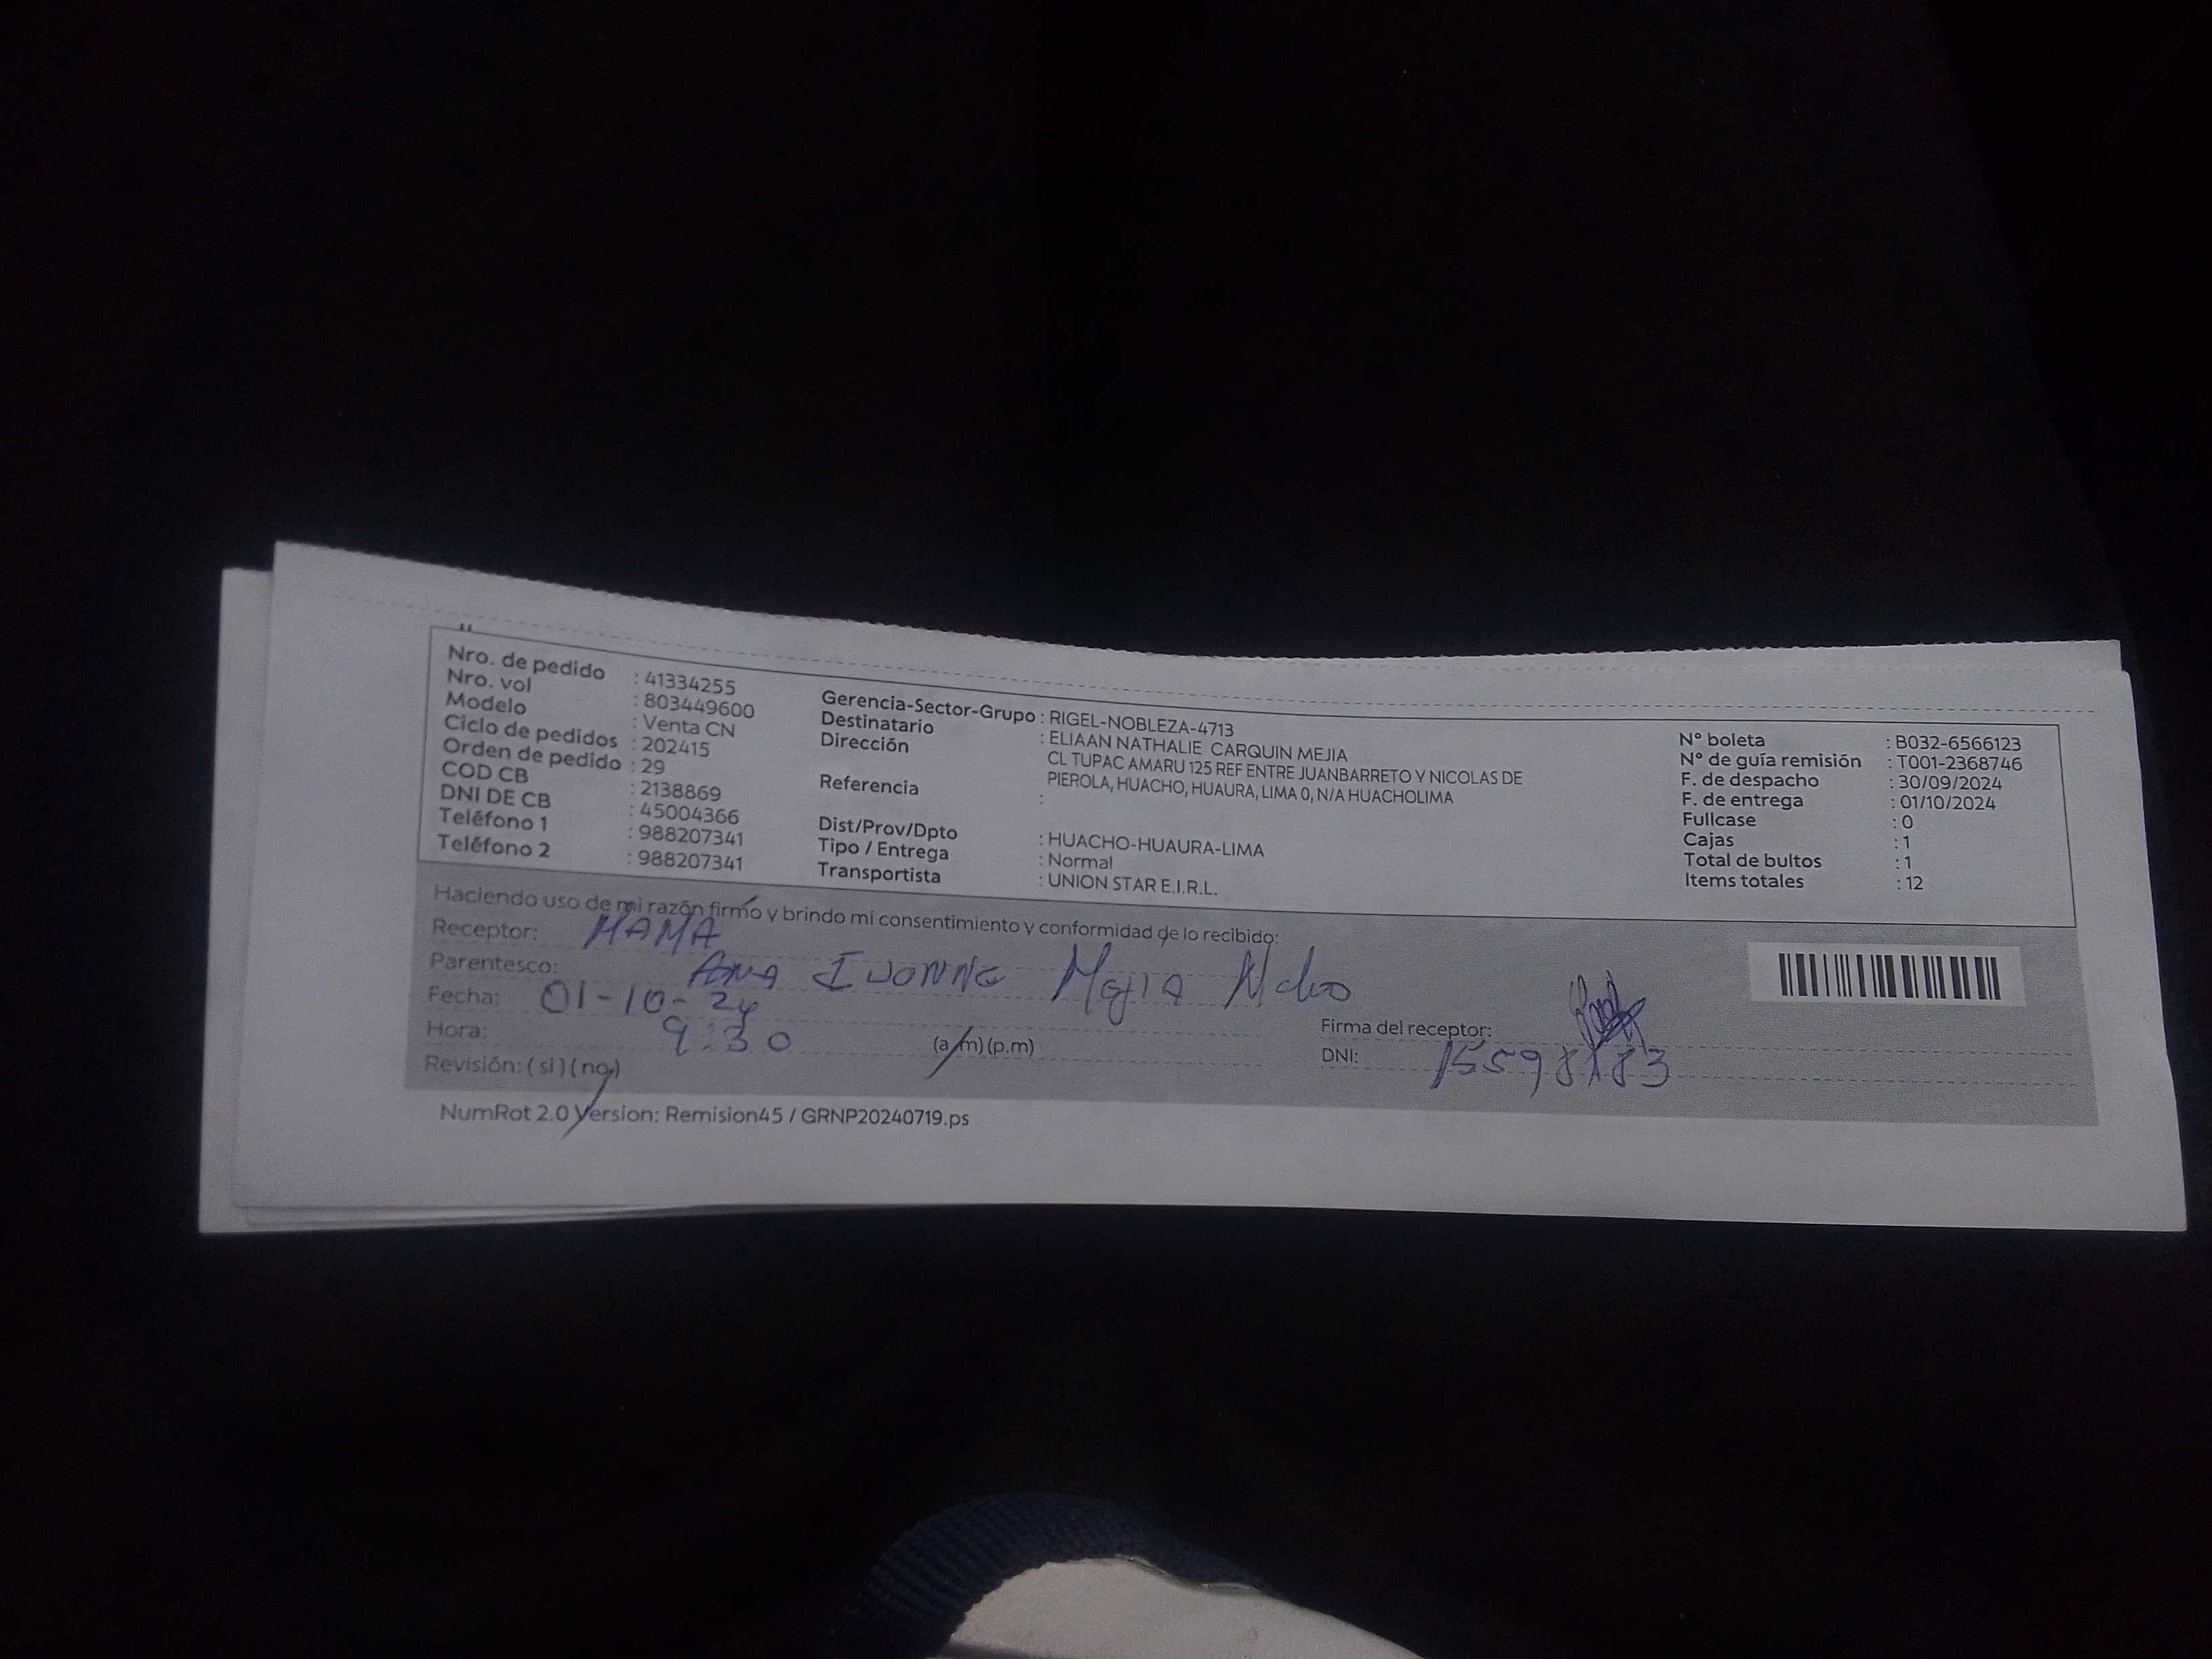 Nro. de pedido : 41334255
Nro. vol : 803449600
Modelo : Venta CN
Ciclo de pedidos : 202415
Orden de pedido : 29
COD CB : 2138869
DNI DE CB : 45004366
Teléfono 1 : 988207341
Teléfono 2 : 988207341
Gerencia-Sector-Grupo : RIGEL-NOBLEZA-4713
Destinatario : ELIAAN NATHALIE CARQUIN MEJIA
Dirección CL TUPAC AMARU 125 REF ENTRE JUANBARRETO Y NICOLAS DE
PIEROLA, HUACHO, HUAURA, LIMA 0, N/A HUACHOLIMA
Referencia :
Dist/Prov/Dpto : HUACHO-HUAURA-LIMA
Tipo / Entrega : Normal
Transportista : UNION STAR E.I.R.L.
N° boleta : B032-6566123
N° de guía remisión : T001-2368746
F. de despacho : 30/09/2024
F. de entrega : 01/10/2024
Fullcase : 0
Cajas : 1
Total de bultos : 1
Items totales : 12
Haciendo uso de mi razón firmo y brindo mi consentimiento y conformidad de lo recibido:
Receptor: MAMA
Parentesco: Ana Ivonne Mejia
Fecha: 01-10-24
Hora: 9:30 (a.m) (p.m)
Revisión: ( si ) ( no )
Firma del receptor:
DNI:
NumRot 2.0 Version: Remision45 / GRNP20240719.ps